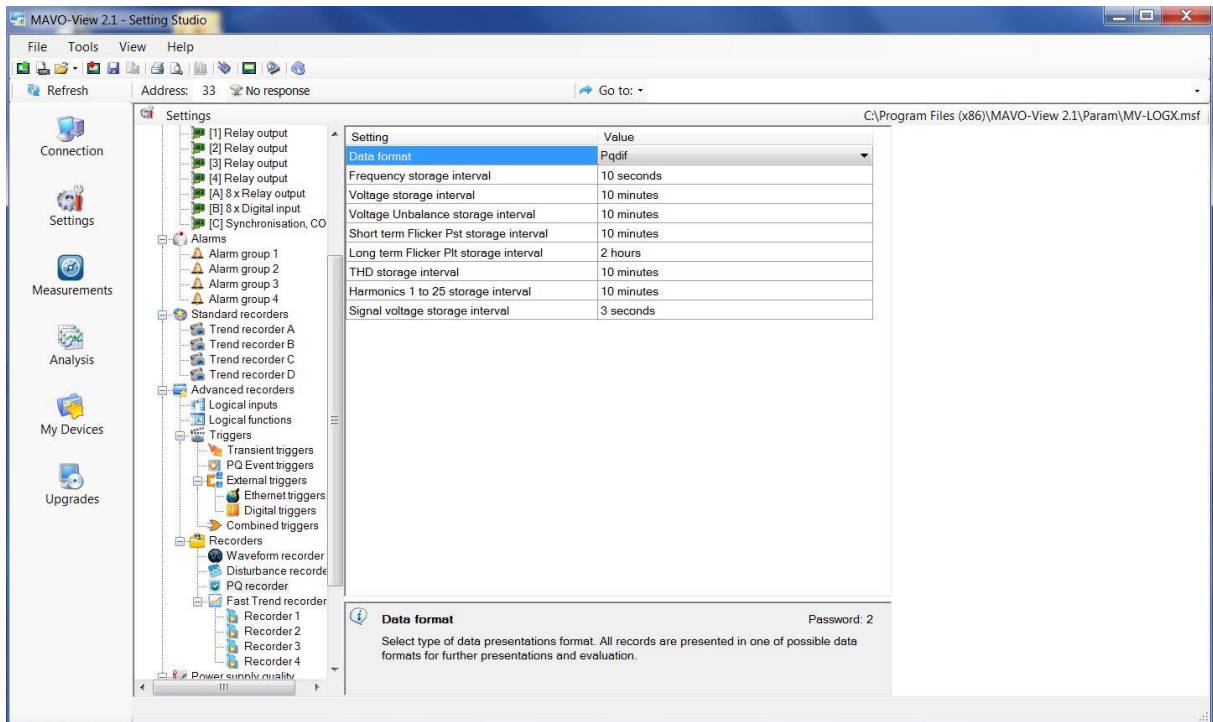 MAVO-View 2.1 - Setting Studio
File Tools View Help
Refresh Address: 33 No response Go to:
Settings C:\Program Files (x86)\MAVO-View 2.1\Param\MV-LOGX.msf
Connection
Settings
Measurements
Analysis
My Devices
Upgrades
[1] Relay output
[2] Relay output
[3] Relay output
[4] Relay output
[A] 8 x Relay output
[B] 8 x Digital input
[C] Synchronisation, CO
Alarms
Alarm group 1
Alarm group 2
Alarm group 3
Alarm group 4
Standard recorders
Trend recorder A
Trend recorder B
Trend recorder C
Trend recorder D
Advanced recorders
Logical inputs
Logical functions
Triggers
Transient triggers
PQ Event triggers
External triggers
Ethernet triggers
Digital triggers
Combined triggers
Recorders
Waveform recorder
Disturbance recorde
PQ recorder
Fast Trend recorder
Recorder 1
Recorder 2
Recorder 3
Recorder 4
Power supply quality
Setting Value
Data format Pqdif
Frequency storage interval 10 seconds
Voltage storage interval 10 minutes
Voltage Unbalance storage interval 10 minutes
Short term Flicker Pst storage interval 10 minutes
Long term Flicker Plt storage interval 2 hours
THD storage interval 10 minutes
Harmonics 1 to 25 storage interval 10 minutes
Signal voltage storage interval 3 seconds
Data format Password: 2
Select type of data presentations format. All records are presented in one of possible data
formats for further presentations and evaluation.